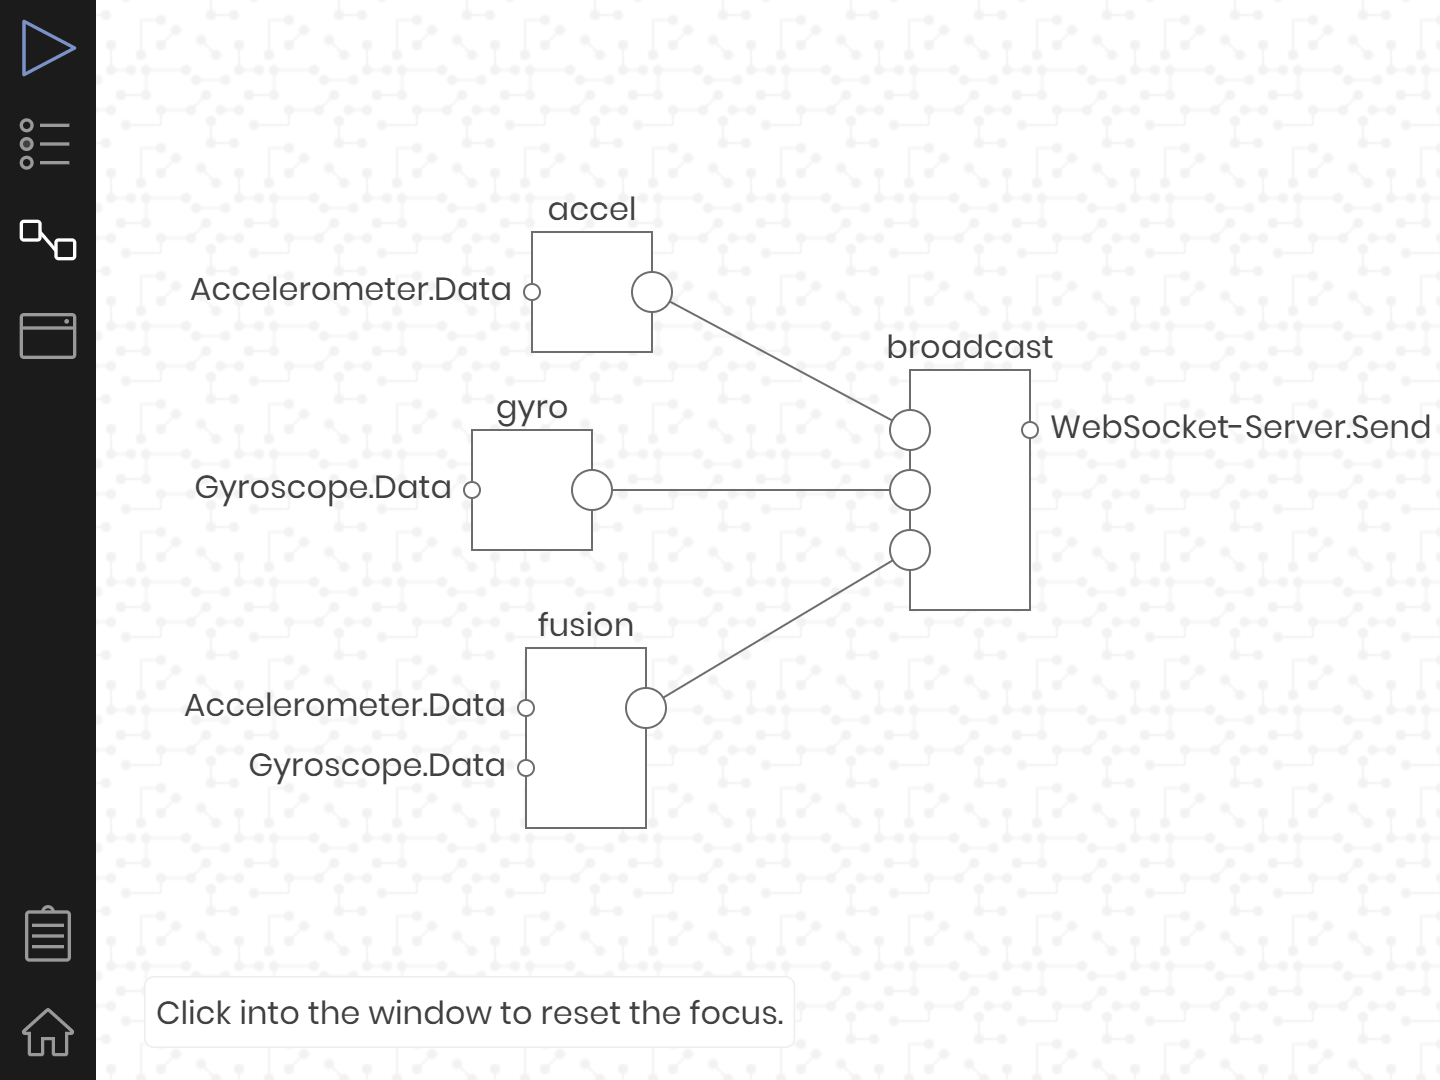 accel
Accelerometer.Data
broadcast
WebSocket-Server.Send
gyro
Gyroscope.Data
fusion
Accelerometer.Data
Gyroscope.Data
Click into the window to reset the focus.